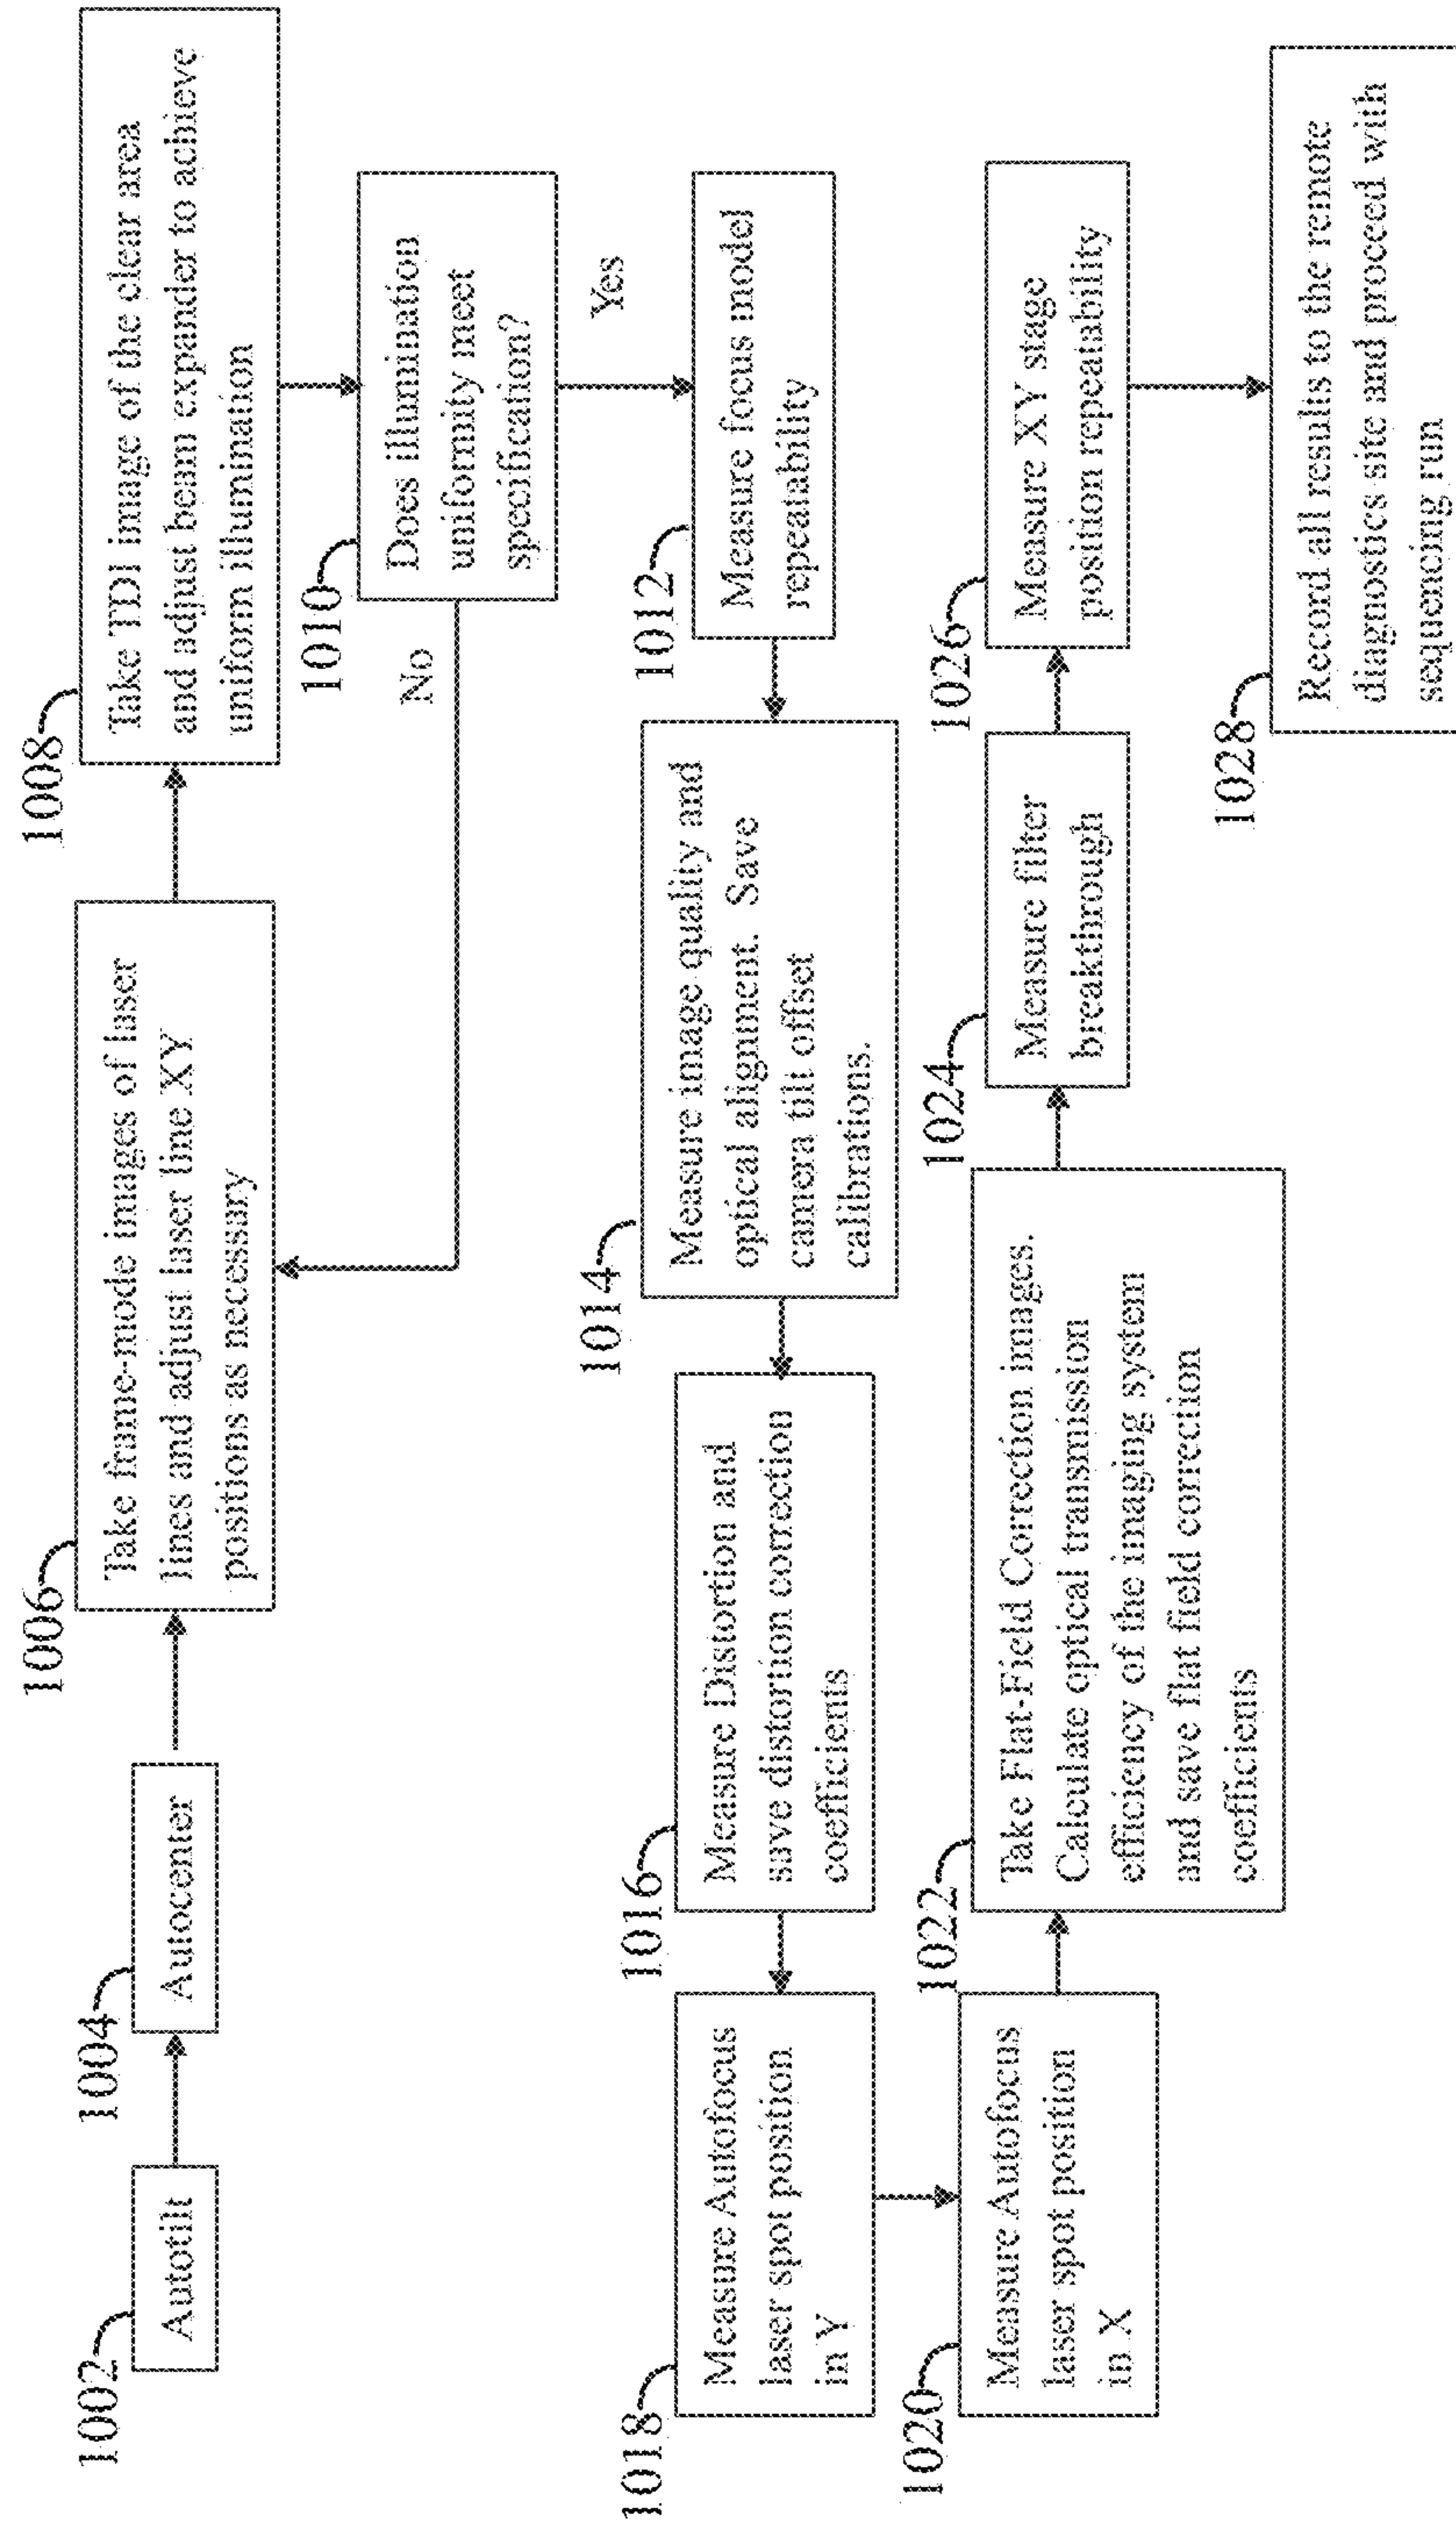 1002
Autotilt
1004
Autocenter
1006
Take frame-mode images of laser
lines and adjust laser line XY
positions as necessary
1008
Take TDI image of the clear area
and adjust beam expander to achieve
uniform illumination
1010
Does illumination
uniformity meet
specification?
No
Yes
1012
Measure focus model
repeatability
1014
Measure image quality and
optical alignment. Save
camera tilt offset
calibrations.
1016
Measure Distortion and
save distortion correction
coefficients
1018
Measure Autofocus
laser spot position
in Y
1020
Measure Autofocus
laser spot position
in X
1022
Take Flat-Field Correction images.
Calculate optical transmission
efficiency of the imaging system
and save flat field correction
coefficients
1024
Measure filter
breakthrough
1026
Measure XY stage
position repeatability
1028
Record all results to the remote
diagnostics site and proceed with
sequencing run